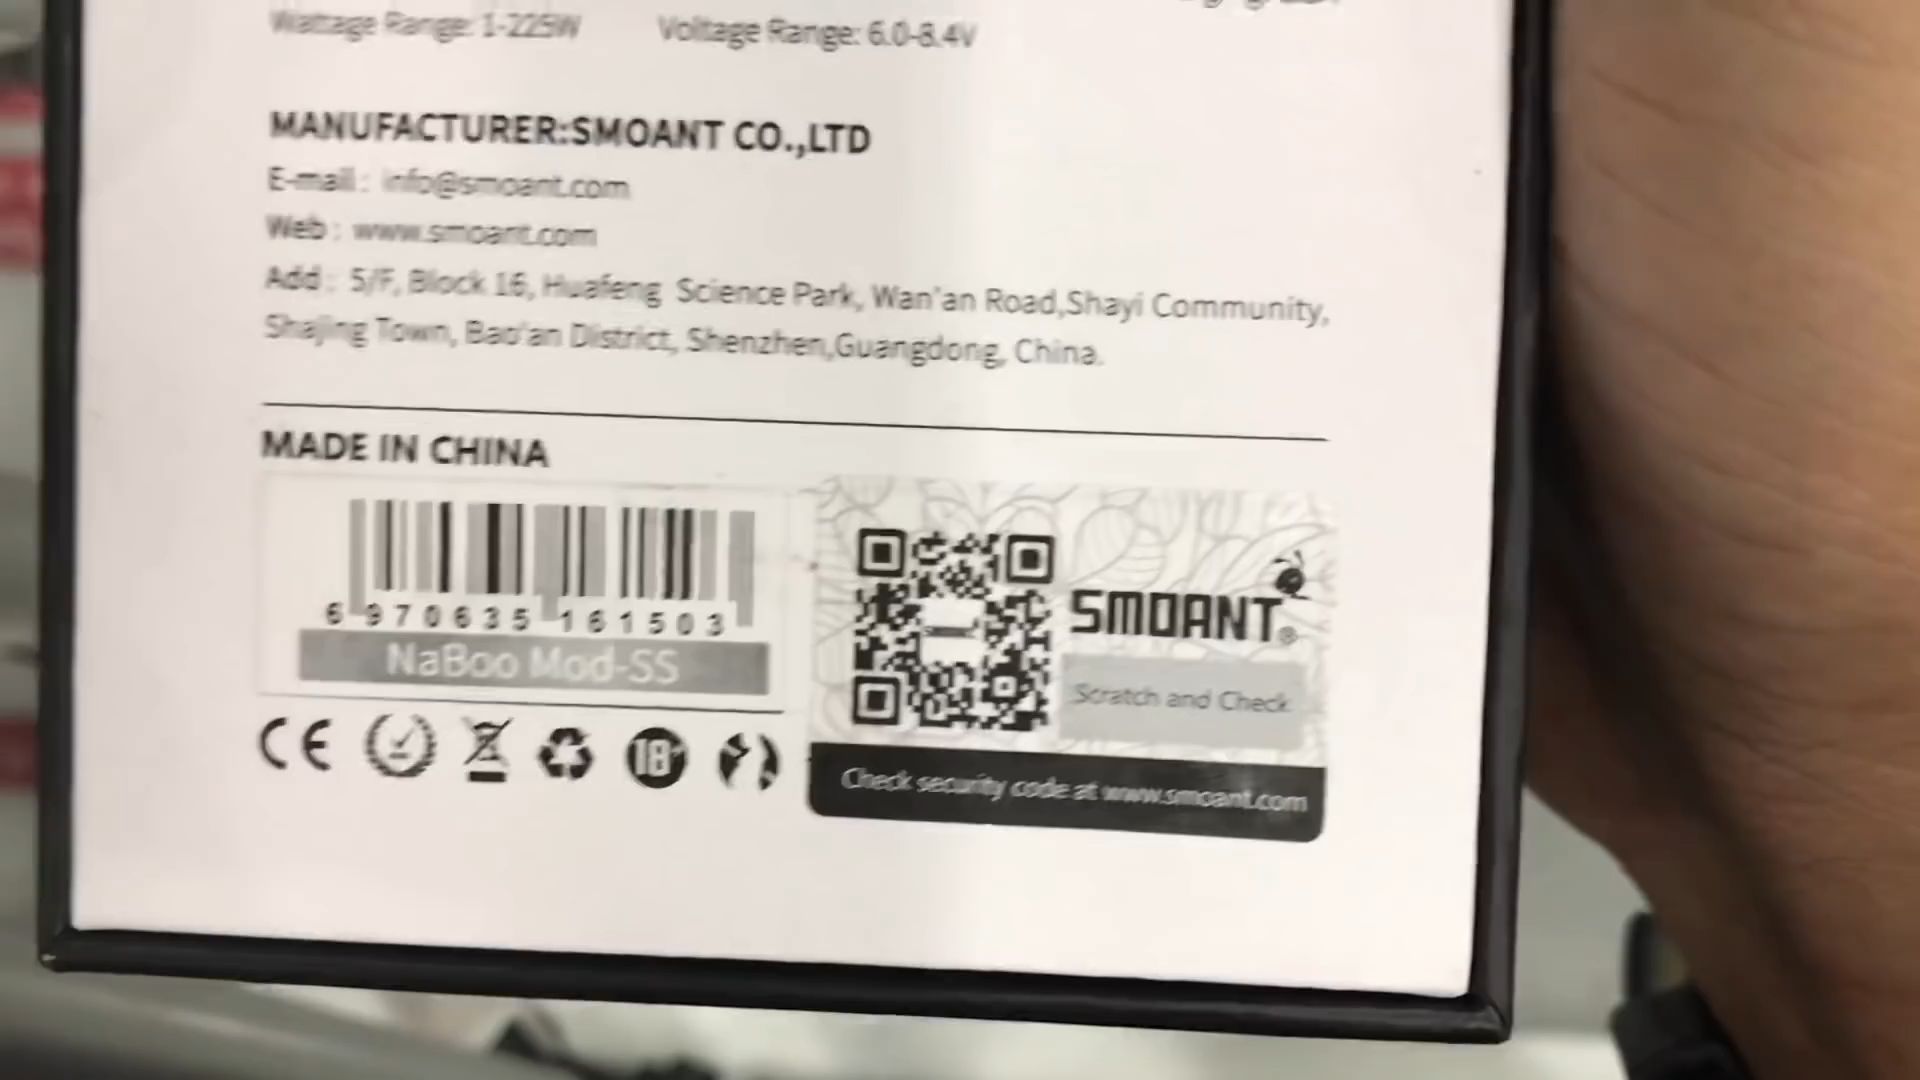 Wattage Range: 1-225W Voltage Range: 6.0-8.4V
MANUFACTURER:SMOANT CO.,LTD
E-mail : info@smoant.com
Web : www.smoant.com
Add : 5/F, Block 16, Huafeng Science Park, Wan'an Road,Shayi Community,
Shajing Town, Bao'an District, Shenzhen,Guangdong, China.
MADE IN CHINA
6 970635 161503
NaBoo Mod-SS
CE
18+
SMOANT®
Scratch and Check
Check security code at www.smoant.com